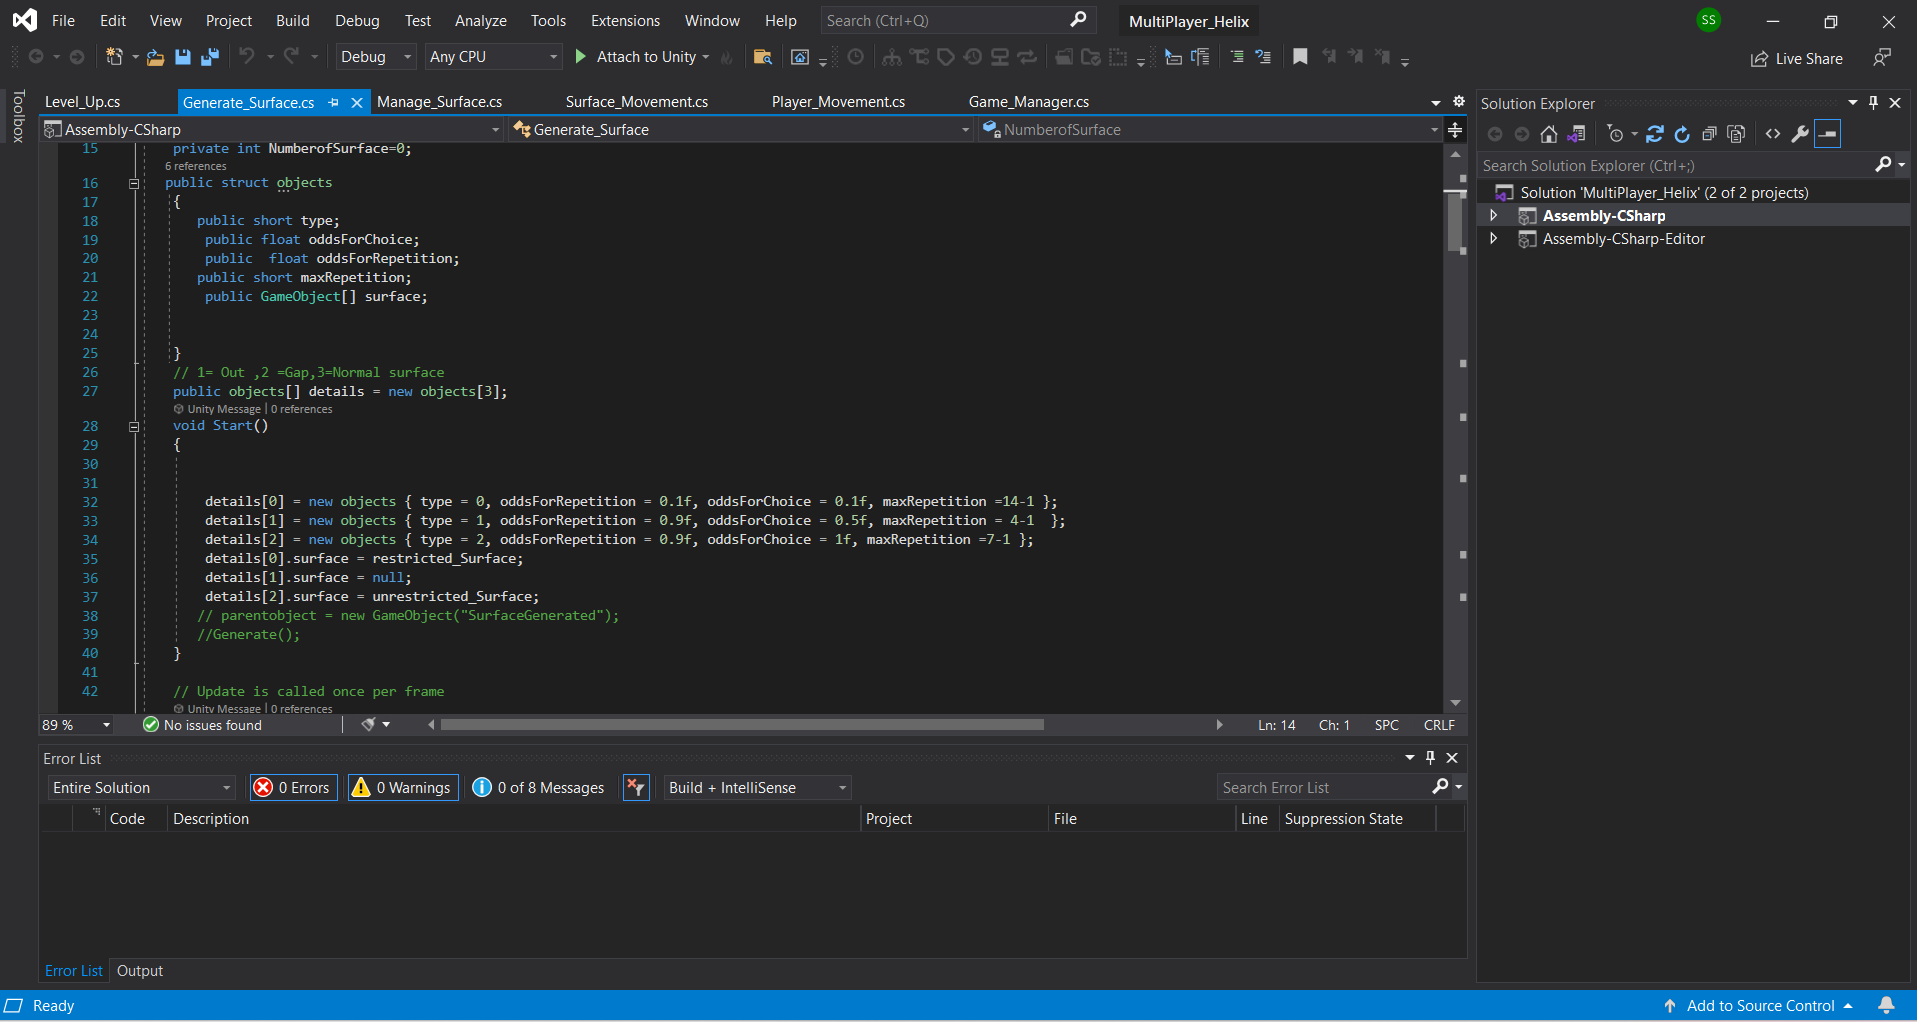 File Edit View Project Build Debug Test Analyze Tools Extensions Window Help Search (Ctrl+Q) MultiPlayer_Helix SS
Debug Any CPU Attach to Unity Live Share
Toolbox
Level_Up.cs Generate_Surface.cs Manage_Surface.cs Surface_Movement.cs Player_Movement.cs Game_Manager.cs
Assembly-CSharp Generate_Surface NumberofSurface
15 private int NumberofSurface=0;
6 references
16 public struct objects
17 {
18 public short type;
19 public float oddsForChoice;
20 public  float oddsForRepetition;
21 public short maxRepetition;
22 public GameObject[] surface;
23
24
25 }
26 // 1= Out ,2 =Gap,3=Normal surface
27 public objects[] details = new objects[3];
Unity Message | 0 references
28 void Start()
29 {
30
31
32 details[0] = new objects { type = 0, oddsForRepetition = 0.1f, oddsForChoice = 0.1f, maxRepetition =14-1 };
33 details[1] = new objects { type = 1, oddsForRepetition = 0.9f, oddsForChoice = 0.5f, maxRepetition = 4-1  };
34 details[2] = new objects { type = 2, oddsForRepetition = 0.9f, oddsForChoice = 1f, maxRepetition =7-1 };
35 details[0].surface = restricted_Surface;
36 details[1].surface = null;
37 details[2].surface = unrestricted_Surface;
38 // parentobject = new GameObject("SurfaceGenerated");
39 //Generate();
40 }
41
42 // Update is called once per frame
Unity Message | 0 references
89 % No issues found Ln: 14 Ch: 1 SPC CRLF
Error List
Entire Solution 0 Errors 0 Warnings 0 of 8 Messages Build + IntelliSense Search Error List
Code Description Project File Line Suppression State
Error List Output
Solution Explorer
Search Solution Explorer (Ctrl+;)
Solution 'MultiPlayer_Helix' (2 of 2 projects)
Assembly-CSharp
Assembly-CSharp-Editor
Ready Add to Source Control